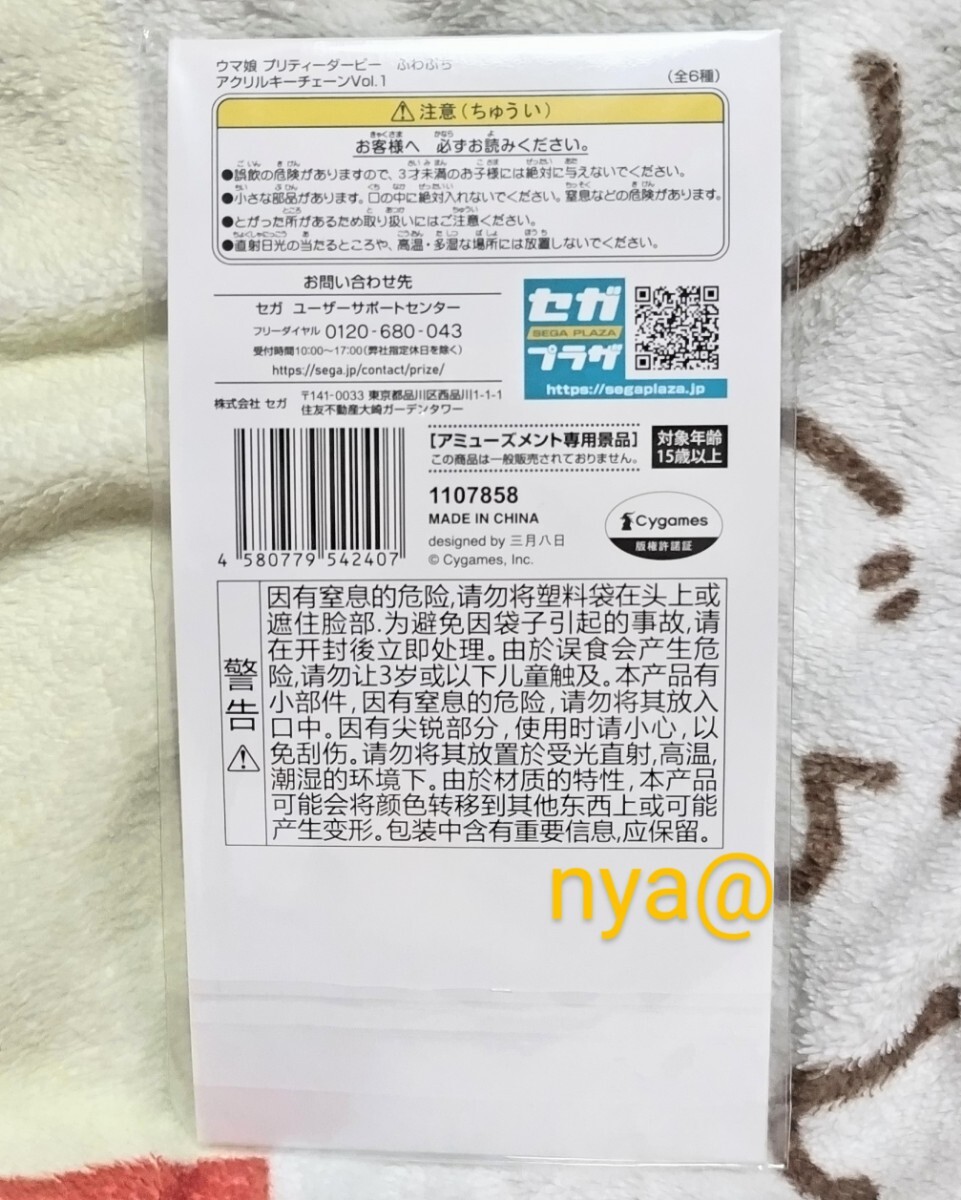 ウマ娘 プリティーダービー ふわぷち
アクリルキーチェーンVol.1
(全6種)
⚠注意(ちゅうい)
お客様へ 必ずお読みください。
●誤飲の危険がありますので、3才未満のお子様には絶対に与えないでください。
●小さな部品があります。口の中に絶対入れないでください。窒息などの危険があります。
●とがった所があるため取り扱いにはご注意ください。
●直射日光の当たるところや、高温・多湿な場所には放置しないでください。
お問い合わせ先
セガ ユーザーサポートセンター
フリーダイヤル 0120-680-043
受付時間10:00～17:00(弊社指定休日を除く)
https://sega.jp/contact/prize/
株式会社 セガ 〒141-0033 東京都品川区西品川1-1-1
住友不動産大崎ガーデンタワー
セガ
SEGA PLAZA
プラザ
https://segaplaza.jp
[アミューズメント専用景品]
この商品は一般販売されておりません。
対象年齢
15歳以上
1107858
MADE IN CHINA
designed by 三月八日
© Cygames, Inc.
Cygames
版権許諾証
4 580779 542407
警告⚠
因有窒息的危险,请勿将塑料袋在头上或
遮住脸部.为避免因袋子引起的事故,请
在开封後立即处理。由於误食会产生危
险,请勿让3岁或以下儿童触及。本产品有
小部件,因有窒息的危险,请勿将其放入
口中。因有尖锐部分,使用时请小心,以
免刮伤。请勿将其放置於受光直射,高温,
潮湿的环境下。由於材质的特性,本产品
可能会将颜色转移到其他东西上或可能
产生变形。包装中含有重要信息,应保留。
nya@